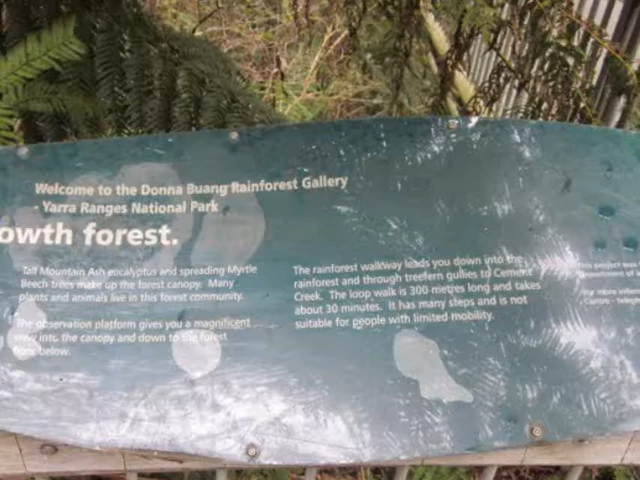 Welcome to the Donna Buang Rainforest Gallery
- Yarra Ranges National Park
owth forest.
Tall Mountain Ash eucalyptus and spreading Myrtle
Beech trees make up the forest canopy. Many
plants and animals live in this forest community.
The observation platform gives you a magnificent
view into the canopy and down to the forest
floor below.
The rainforest walkway leads you down into the
rainforest and through treefern gullies to Cement
Creek. The loop walk is 300 metres long and takes
about 30 minutes. It has many steps and is not
suitable for people with limited mobility.
This project was